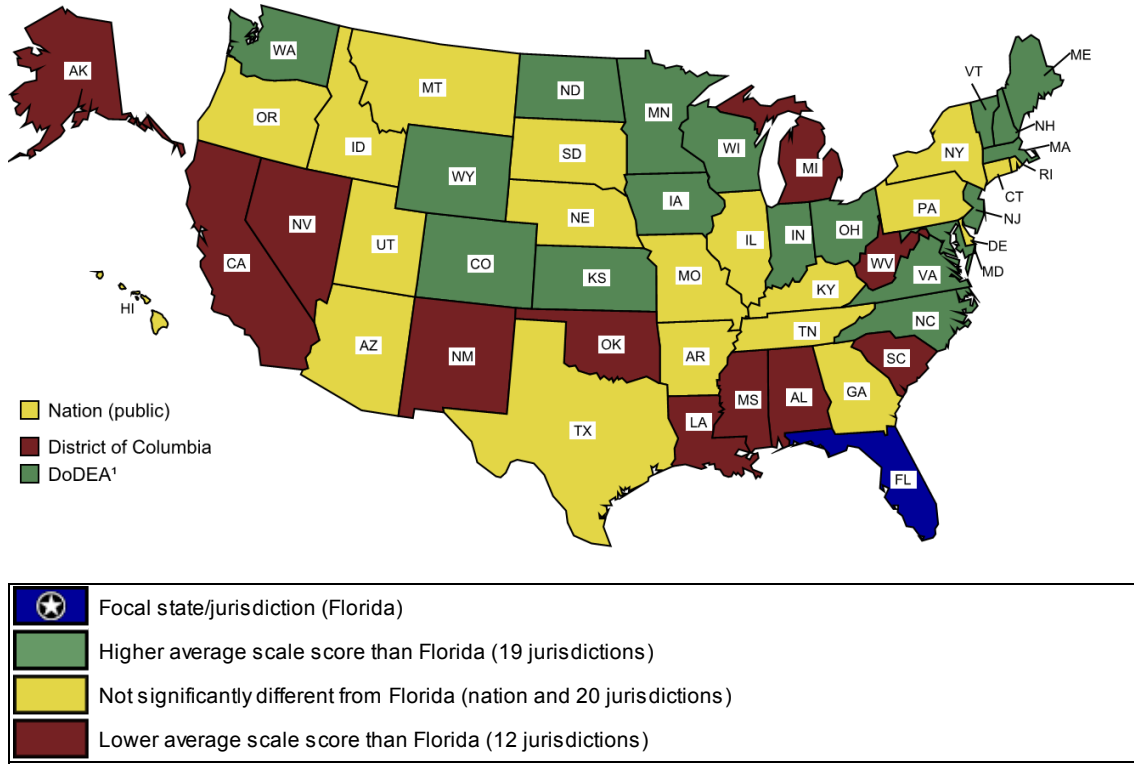 AK
WA
MT
ND
MN
VT
ME
OR
ID
SD
WI
MI
NY
NH
MA
RI
CT
WY
IA
NE
PA
NJ
NV
UT
CO
IL
IN
OH
DE
MD
CA
KS
MO
WV
VA
KY
HI
AZ
NM
OK
AR
TN
NC
SC
TX
LA
MS
AL
GA
FL
Nation (public)
District of Columbia
DoDEA¹
Focal state/jurisdiction (Florida)
Higher average scale score than Florida (19 jurisdictions)
Not significantly different from Florida (nation and 20 jurisdictions)
Lower average scale score than Florida (12 jurisdictions)